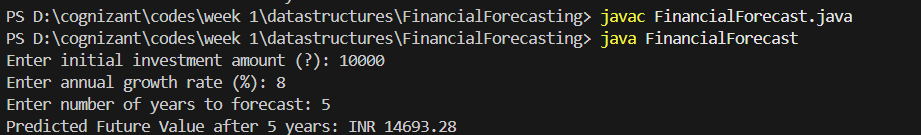 PS D:\cognizant\codes\week 1\datastructures\FinancialForecasting> javac FinancialForecast.java
PS D:\cognizant\codes\week 1\datastructures\FinancialForecasting> java FinancialForecast
Enter initial investment amount (?): 10000
Enter annual growth rate (%): 8
Enter number of years to forecast: 5
Predicted Future Value after 5 years: INR 14693.28